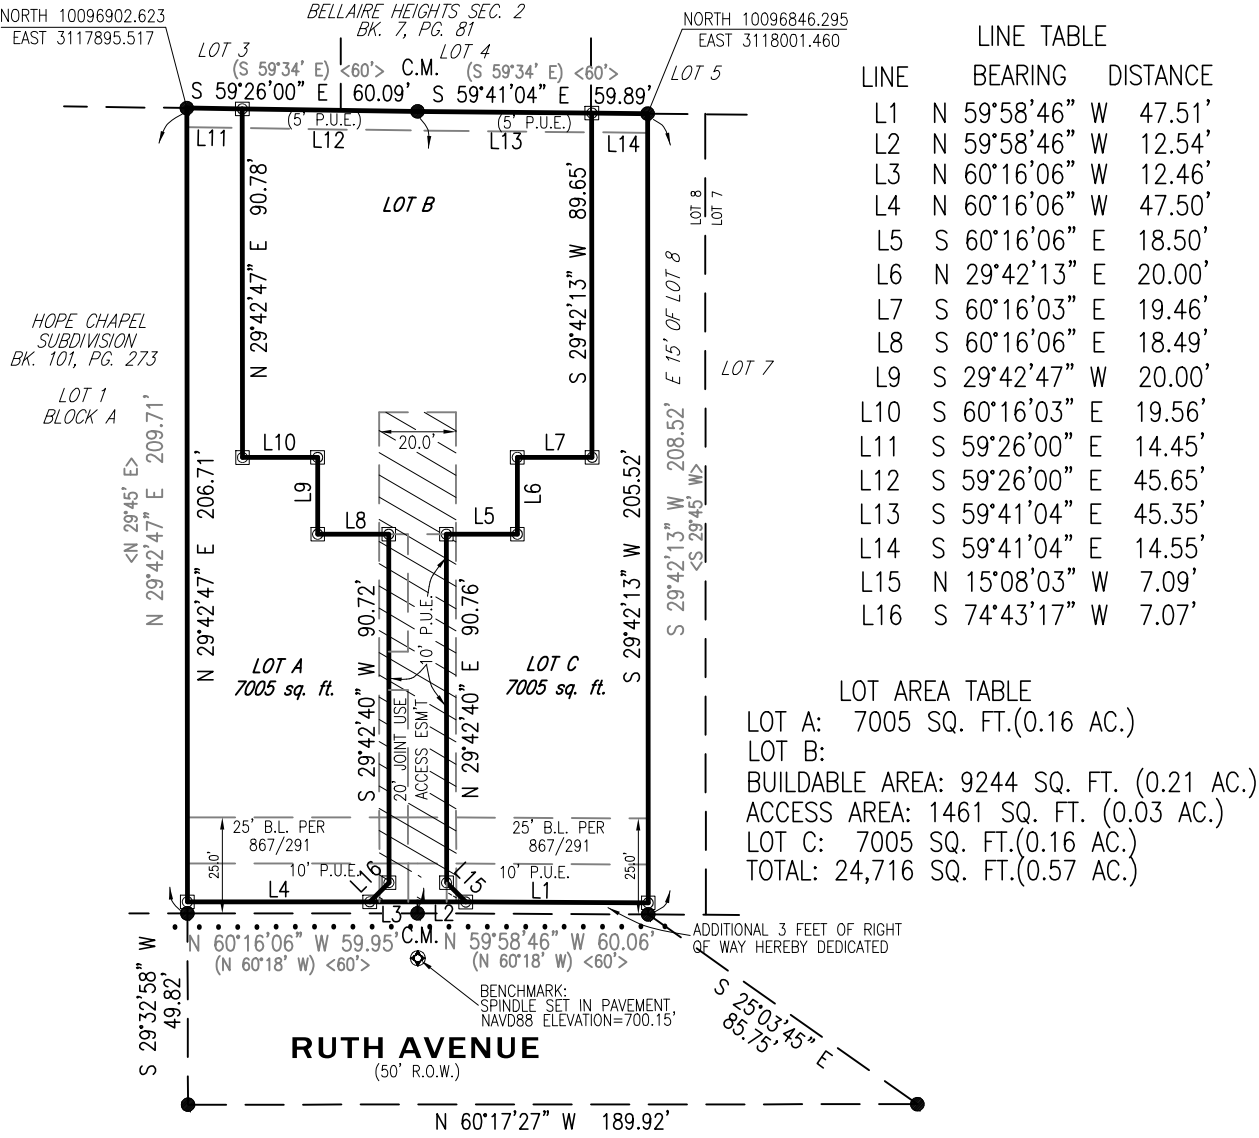 NORTH 10096902.623
EAST 3117895.517
BELLAIRE HEIGHTS SEC. 2
BK. 7, PG. 81
NORTH 10096846.295
EAST 3118001.460
LOT 3
LOT 4
LOT 5
(S 59°34' E) <60'>
C.M.
(S 59°34' E) <60'>
S 59°26'00" E 60.09'
S 59°41'04" E 59.89'
(5' P.U.E.)
(5' P.U.E.)
L11
L12
L13
L14
N 29°42'47" E 90.78'
LOT B
S 29°42'13" W 89.65'
LOT 8
LOT 7
E 15' OF LOT 8
LOT 7
HOPE CHAPEL
SUBDIVISION
BK. 101, PG. 273
LOT 1
BLOCK A
<N 29°45' E>
N 29°42'47" E 209.71'
N 29°42'47" E 206.71'
L10
L9
L8
20.0'
L7
L6
L5
S 29°42'13" W 205.52'
S 29°42'13" W 208.52'
<S 29°45' W>
LOT A
7005 sq. ft.
S 29°42'40" W 90.72'
10' P.U.E.
N 29°42'40" E 90.76'
LOT C
7005 sq. ft.
20' JOINT USE
ACCESS ESM'T
25' B.L. PER
867/291
25' B.L. PER
867/291
25.0'
25.0'
10' P.U.E.
10' P.U.E.
L4
L16
L15
L1
L3
L2
C.M.
N 60°16'06" W 59.95'
(N 60°18' W) <60'>
N 59°58'46" W 60.06'
(N 60°18' W) <60'>
ADDITIONAL 3 FEET OF RIGHT
OF WAY HEREBY DEDICATED
BENCHMARK:
SPINDLE SET IN PAVEMENT,
NAVD88 ELEVATION=700.15'
S 29°32'58" W
49.82'
S 25°03'45" E
85.75'
RUTH AVENUE
(50' R.O.W.)
N 60°17'27" W 189.92'
LINE TABLE
LINE BEARING DISTANCE
L1 N 59°58'46" W 47.51'
L2 N 59°58'46" W 12.54'
L3 N 60°16'06" W 12.46'
L4 N 60°16'06" W 47.50'
L5 S 60°16'06" E 18.50'
L6 N 29°42'13" E 20.00'
L7 S 60°16'03" E 19.46'
L8 S 60°16'06" E 18.49'
L9 S 29°42'47" W 20.00'
L10 S 60°16'03" E 19.56'
L11 S 59°26'00" E 14.45'
L12 S 59°26'00" E 45.65'
L13 S 59°41'04" E 45.35'
L14 S 59°41'04" E 14.55'
L15 N 15°08'03" W 7.09'
L16 S 74°43'17" W 7.07'
LOT AREA TABLE
LOT A: 7005 SQ. FT.(0.16 AC.)
LOT B:
BUILDABLE AREA: 9244 SQ. FT. (0.21 AC.)
ACCESS AREA: 1461 SQ. FT. (0.03 AC.)
LOT C: 7005 SQ. FT.(0.16 AC.)
TOTAL: 24,716 SQ. FT.(0.57 AC.)